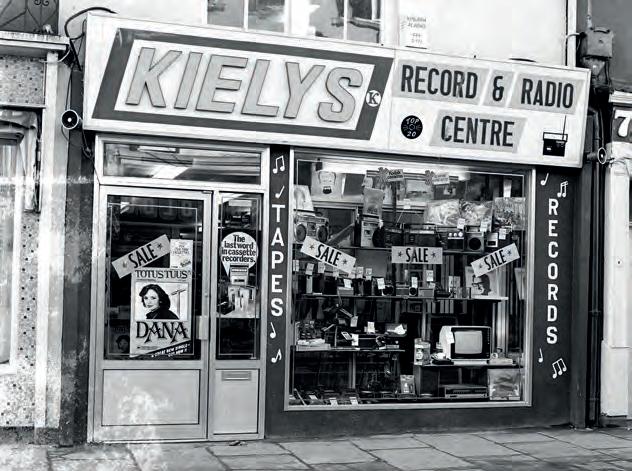 KIELYS
K
RECORD & RADIO
CENTRE
TOP
20
TAPES
RECORDS
SALE
TOTUS TUUS
DANA
The
last word
in cassette
recorders.
SALE
SALE
SALE
7